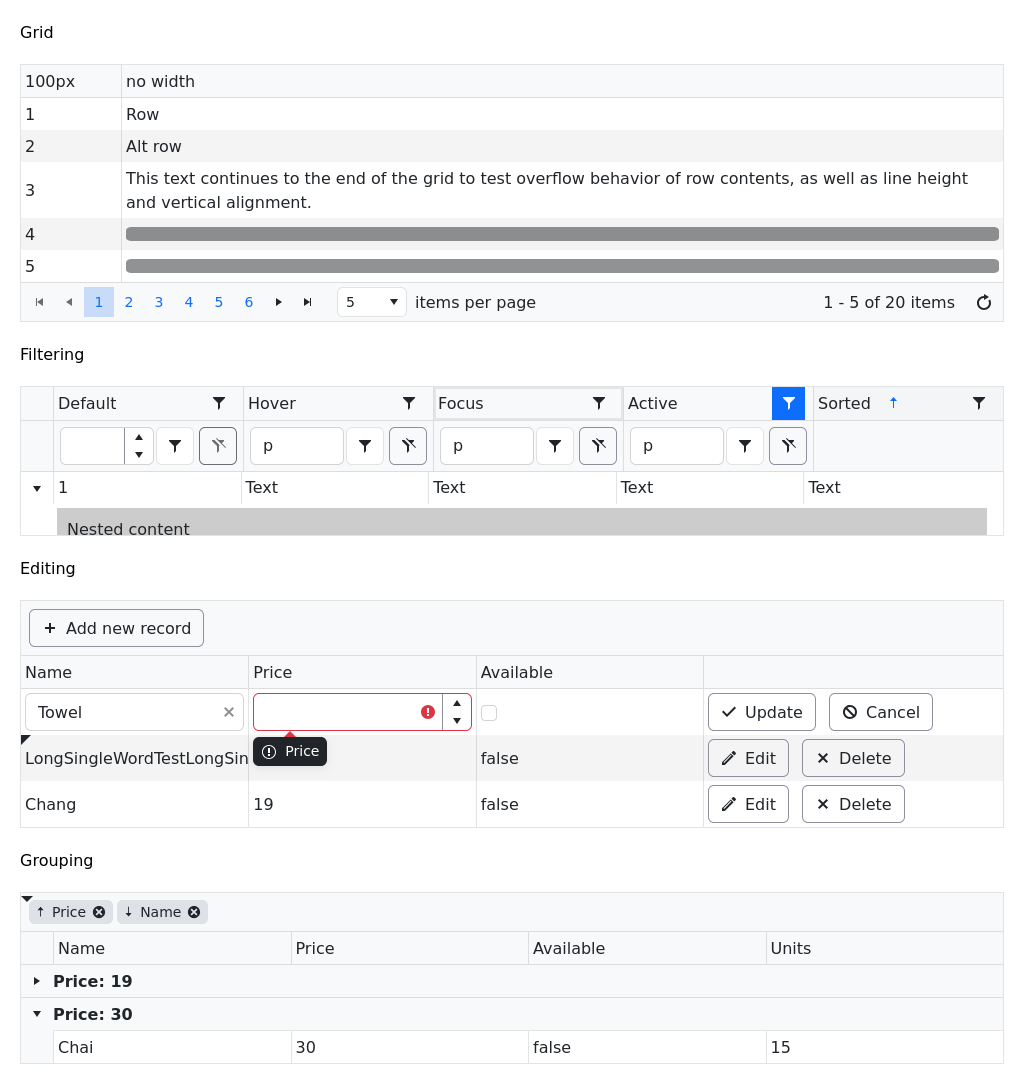 Grid
100px no width
1 Row
2 Alt row
3 This text continues to the end of the grid to test overflow behavior of row contents, as well as line height
and vertical alignment.
4
5
1 2 3 4 5 6 5 items per page 1 - 5 of 20 items
Filtering
Default Hover Focus Active Sorted
p p p
1 Text Text Text Text
Nested content
Editing
Add new record
Name Price Available
Towel Update Cancel
Price
LongSingleWordTestLongSin false Edit Delete
Chang 19 false Edit Delete
Grouping
Price Name
Name Price Available Units
Price: 19
Price: 30
Chai 30 false 15